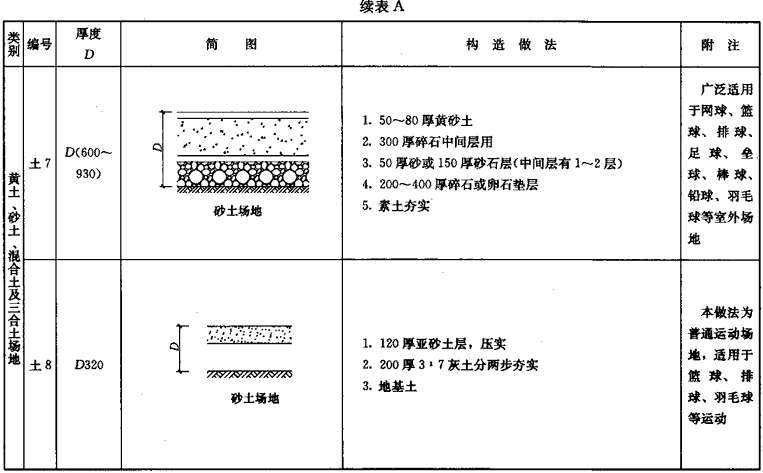 续表 A
类别
编号
厚度
D
简 图
构 造 做 法
附 注
黄土、砂土、混合土及三合土场地
土 7
D(600～
930)
D
砂土场地
1. 50～80 厚黄砂土
2. 300 厚碎石中间层用
3. 50 厚砂或 150 厚砂石层(中间层有 1～2 层)
4. 200～400 厚碎石或卵石垫层
5. 素土夯实
广泛适用
于网球、篮
球、排球、
足球、垒
球、棒球、
铅球、羽毛
球等室外场
地
土 8
D320
D
砂土场地
1. 120 厚亚砂土层，压实
2. 200 厚 3∶7 灰土分两步夯实
3. 地基土
本做法为
普通运动场
地，适用于
篮球、排
球、羽毛球
等运动